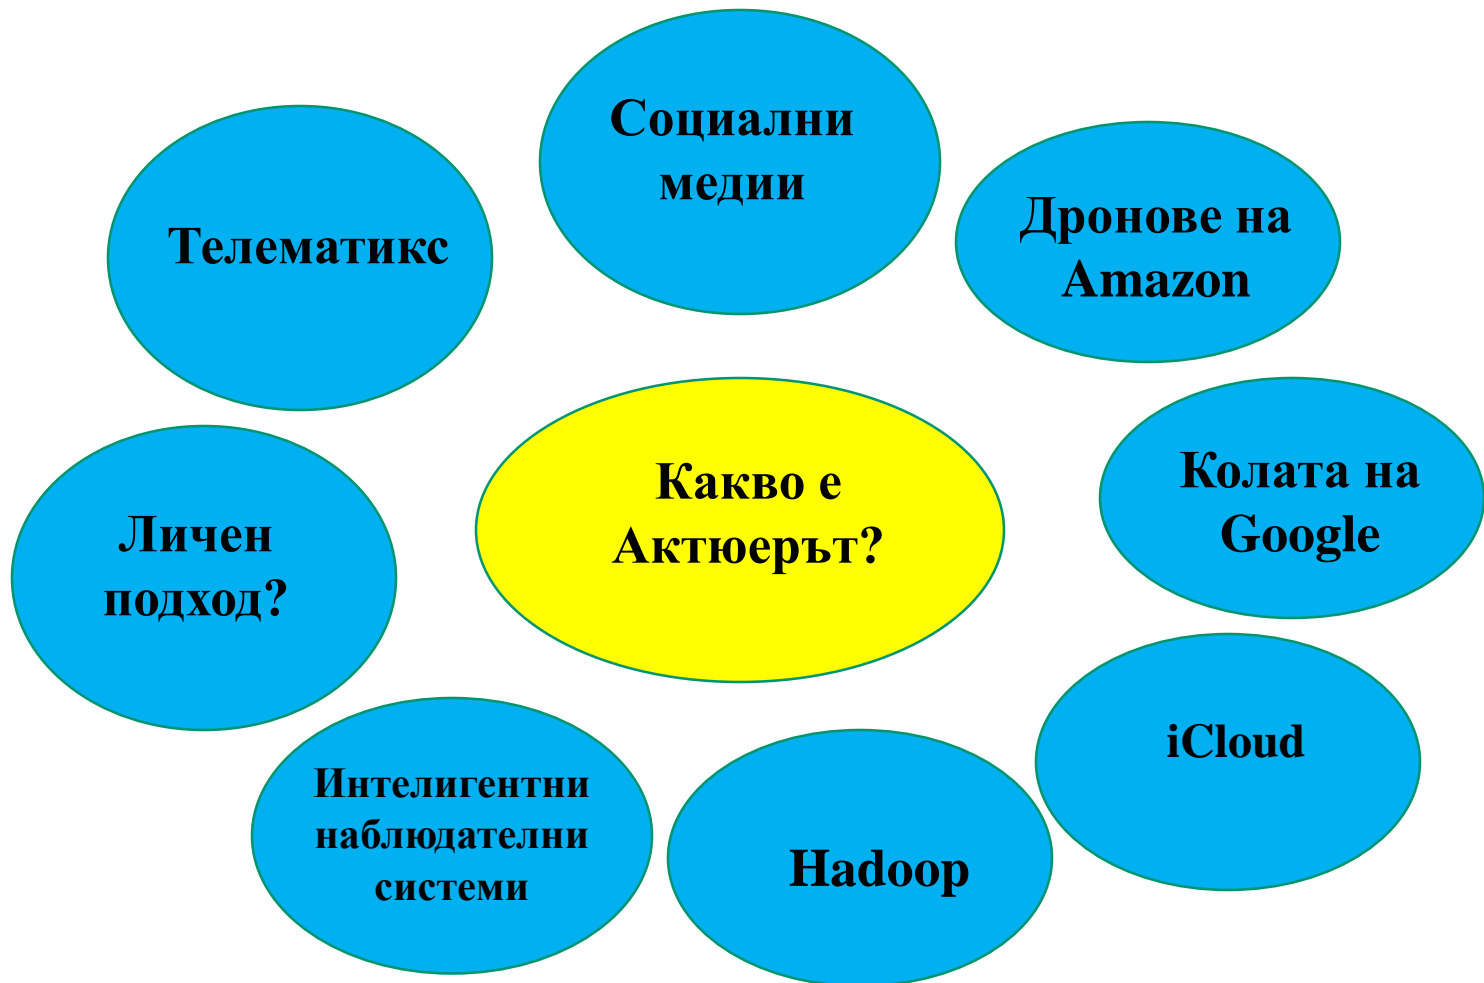 Социални
медии
Дронове на
Amazon
Телематикс
Какво е
Актюерът?
Колата на
Google
Личен
подход?
iCloud
Интелигентни
наблюдателни
системи
Hadoop